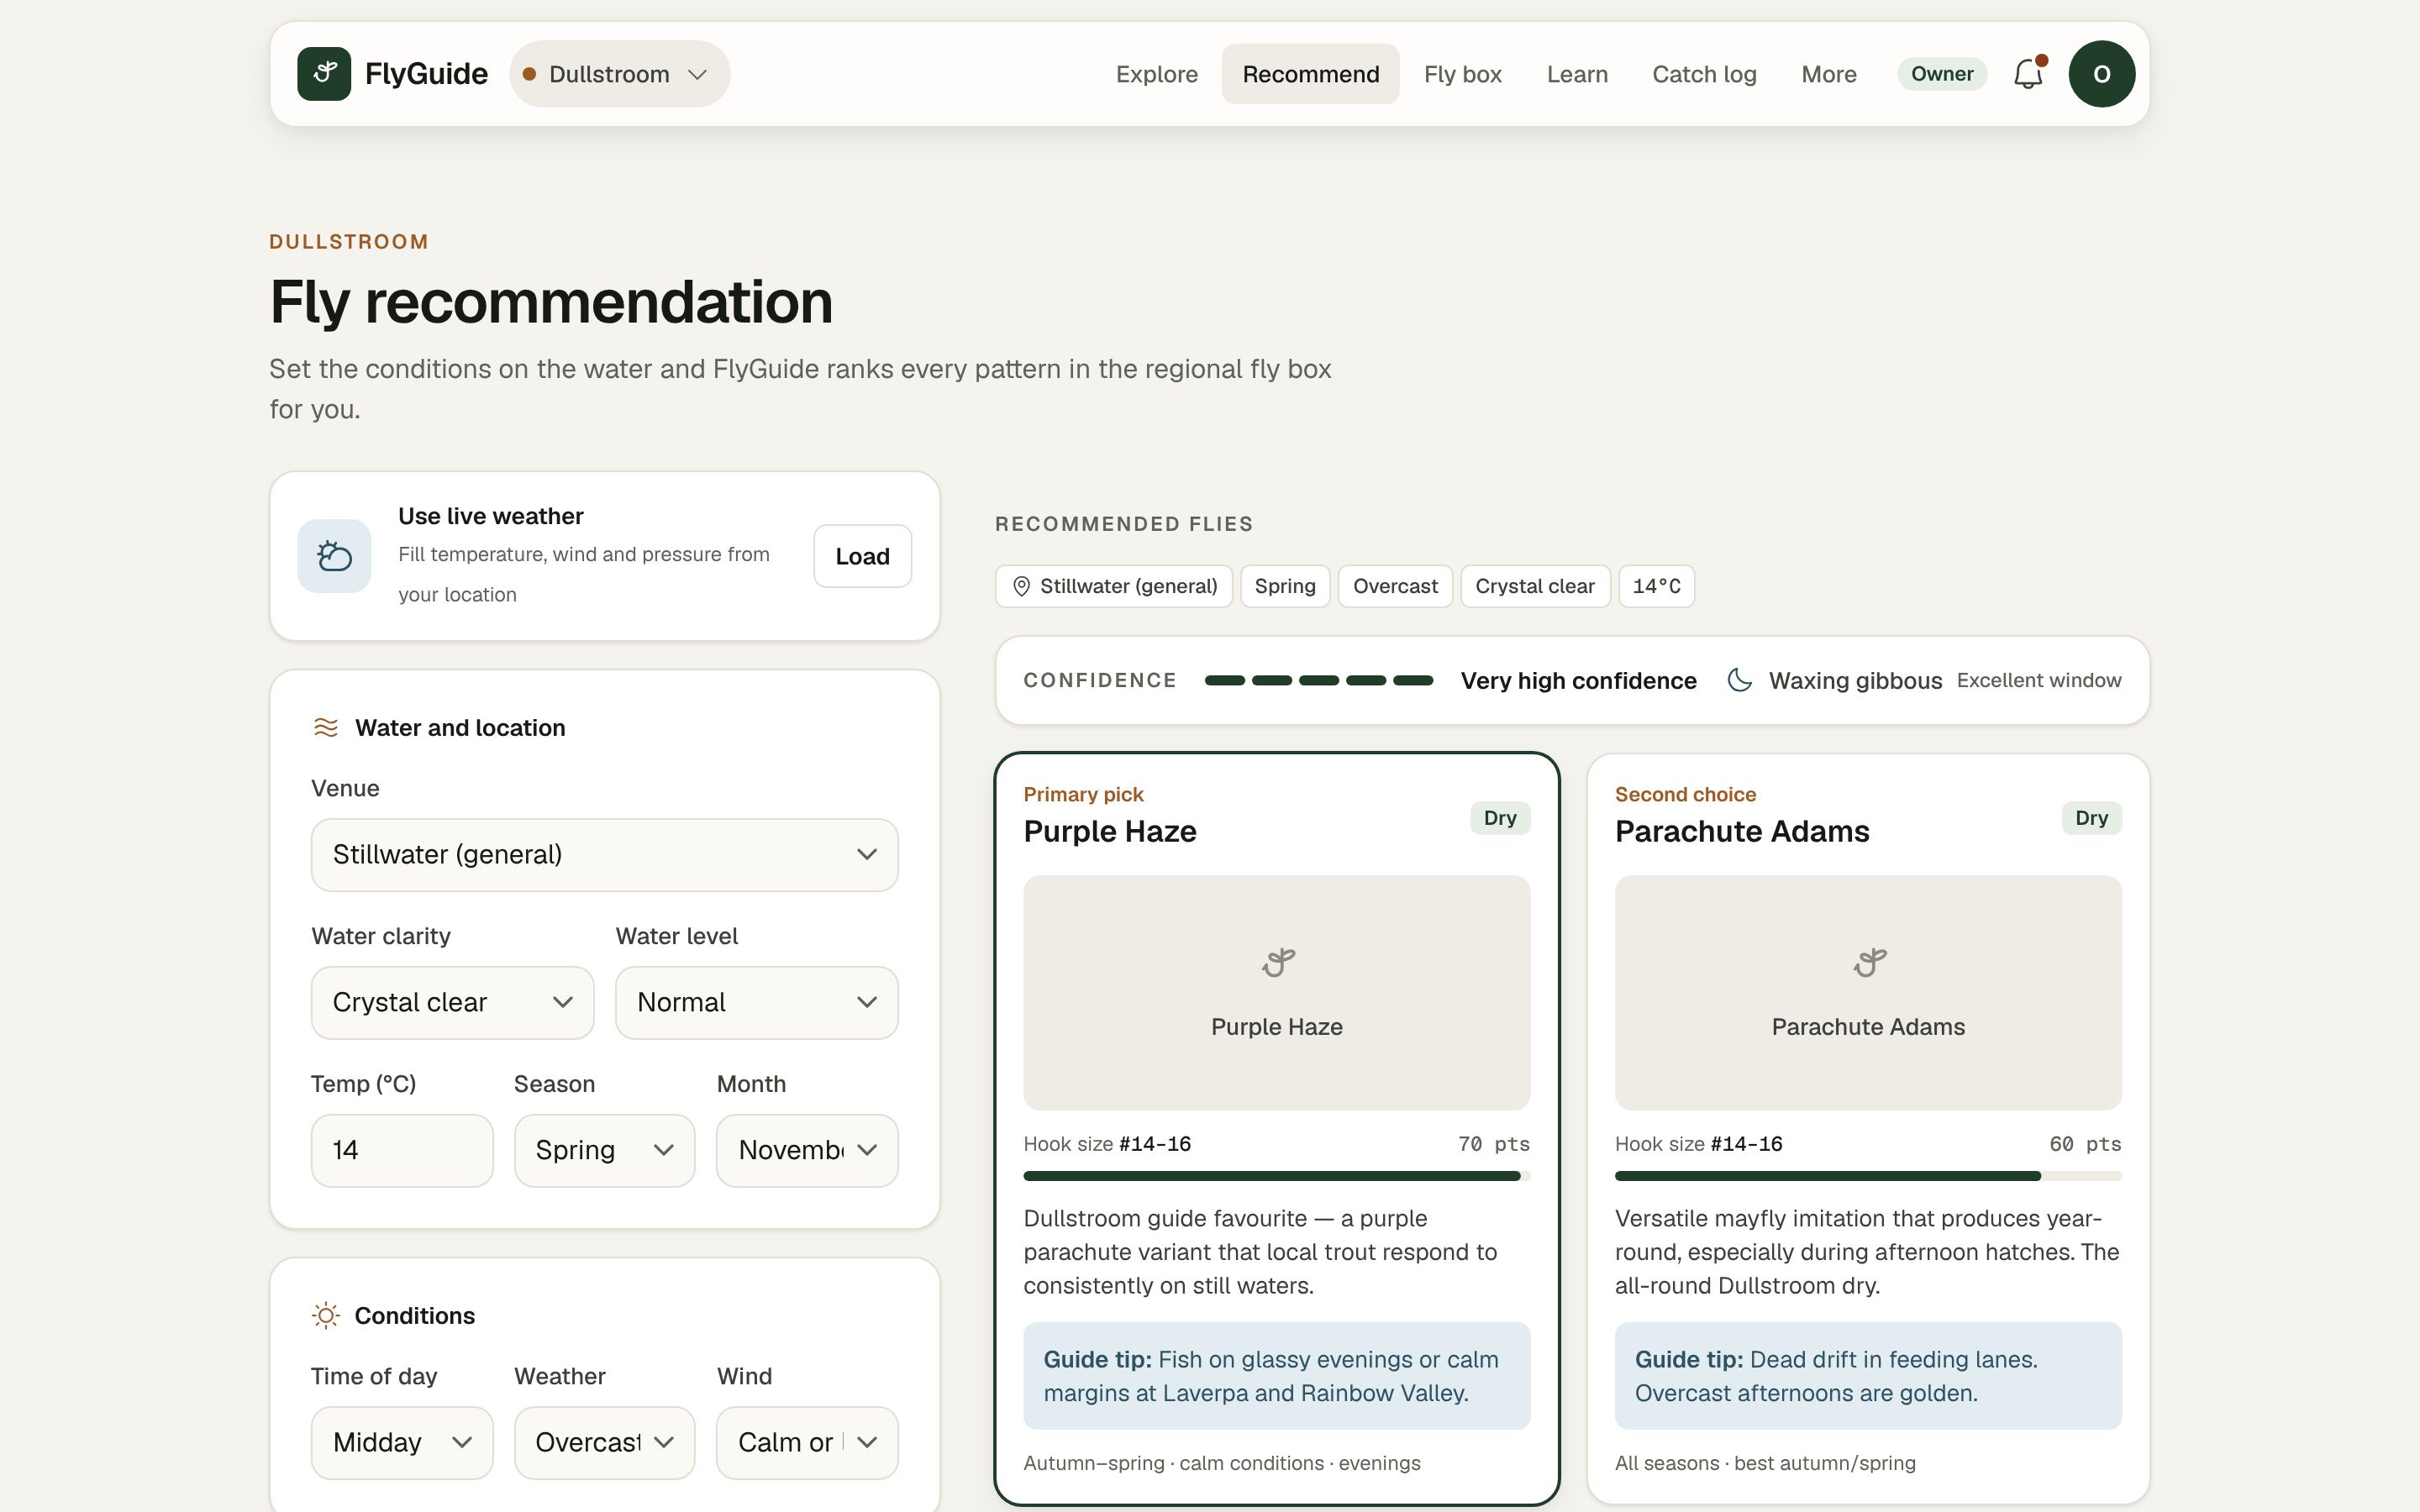 FlyGuide
Dullstroom
Explore
Recommend
Fly box
Learn
Catch log
More
Owner
O
DULLSTROOM
Fly recommendation
Set the conditions on the water and FlyGuide ranks every pattern in the regional fly box
for you.
Use live weather
Fill temperature, wind and pressure from
your location
Load
Water and location
Venue
Stillwater (general)
Water clarity
Water level
Crystal clear
Normal
Temp (°C)
Season
Month
14
Spring
Novembe
Conditions
Time of day
Weather
Wind
Midday
Overcast
Calm or
RECOMMENDED FLIES
Stillwater (general)
Spring
Overcast
Crystal clear
14°C
CONFIDENCE
Very high confidence
Waxing gibbous
Excellent window
Primary pick
Purple Haze
Dry
Purple Haze
Hook size #14-16
70 pts
Dullstroom guide favourite — a purple
parachute variant that local trout respond to
consistently on still waters.
Guide tip: Fish on glassy evenings or calm
margins at Laverpa and Rainbow Valley.
Autumn–spring · calm conditions · evenings
Second choice
Parachute Adams
Dry
Parachute Adams
Hook size #14-16
60 pts
Versatile mayfly imitation that produces year-
round, especially during afternoon hatches. The
all-round Dullstroom dry.
Guide tip: Dead drift in feeding lanes.
Overcast afternoons are golden.
All seasons · best autumn/spring